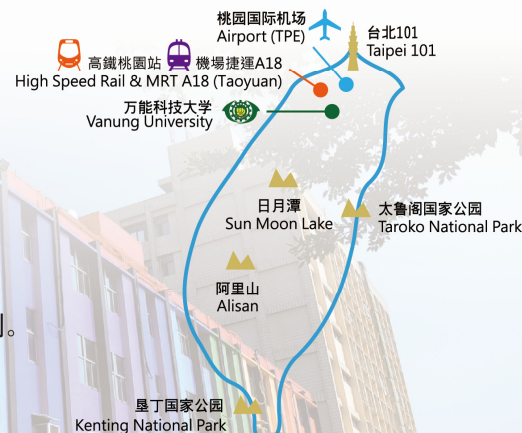 桃园国际机场
Airport (TPE)
台北101
Taipei 101
高鐵桃園站 機場捷運A18
High Speed Rail & MRT A18 (Taoyuan)
万能科技大学
Vanung University
日月潭
Sun Moon Lake
太鲁阁国家公园
Taroko National Park
阿里山
Alisan
。
垦丁国家公园
Kenting National Park